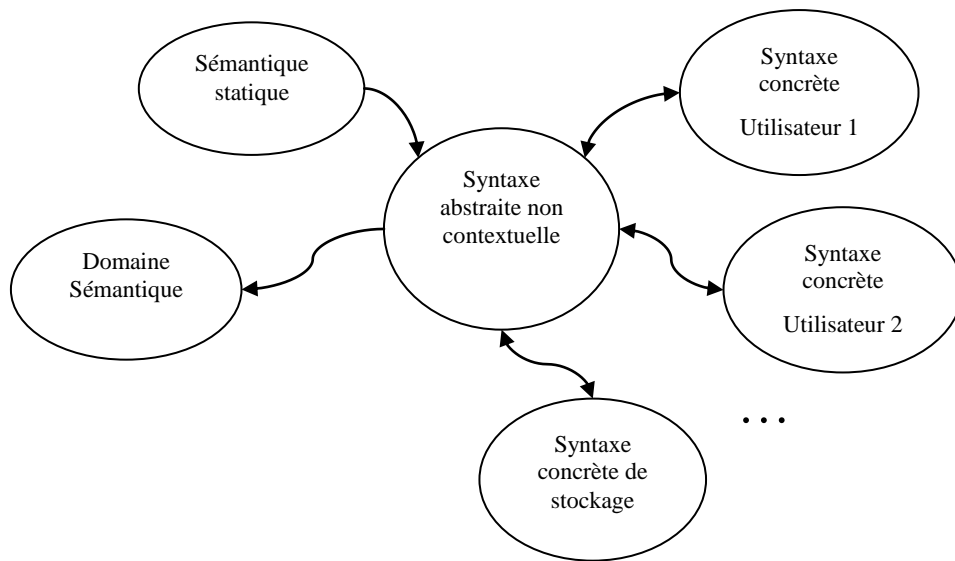 Sémantique
statique
Syntaxe
concrète
Utilisateur 1
Syntaxe
abstraite non
contextuelle
Domaine
Sémantique
Syntaxe
concrète
Utilisateur 2
Syntaxe
concrète de
stockage
...